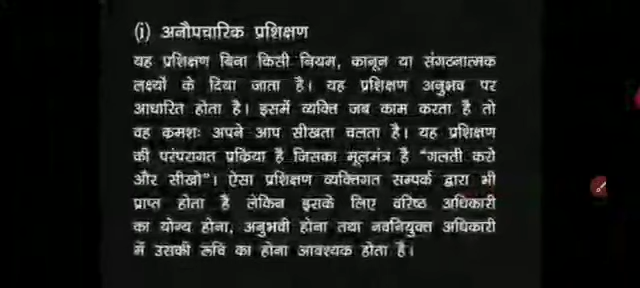 (i) अनौपचारिक प्रशिक्षण
यह प्रशिक्षण बिना किसी नियम, कानून या संगठनात्मक
लक्ष्यों के दिया जाता है। यह प्रशिक्षण अनुभव पर
आधारित होता है। इसमें व्यक्ति जब काम करता है तो
वह क्रमशः अपने आप सीखता चलता है। यह प्रशिक्षण
की परंपरागत प्रक्रिया है जिसका मूलमंत्र है "गलती करो
और सीखो"। ऐसा प्रशिक्षण व्यक्तिगत सम्पर्क द्वारा भी
प्राप्त होता है लेकिन इसके लिए वरिष्ठ अधिकारी
का योग्य होना, अनुभवी होना तथा नवनियुक्त अधिकारी
में उसकी रूचि का होना आवश्यक होता है।